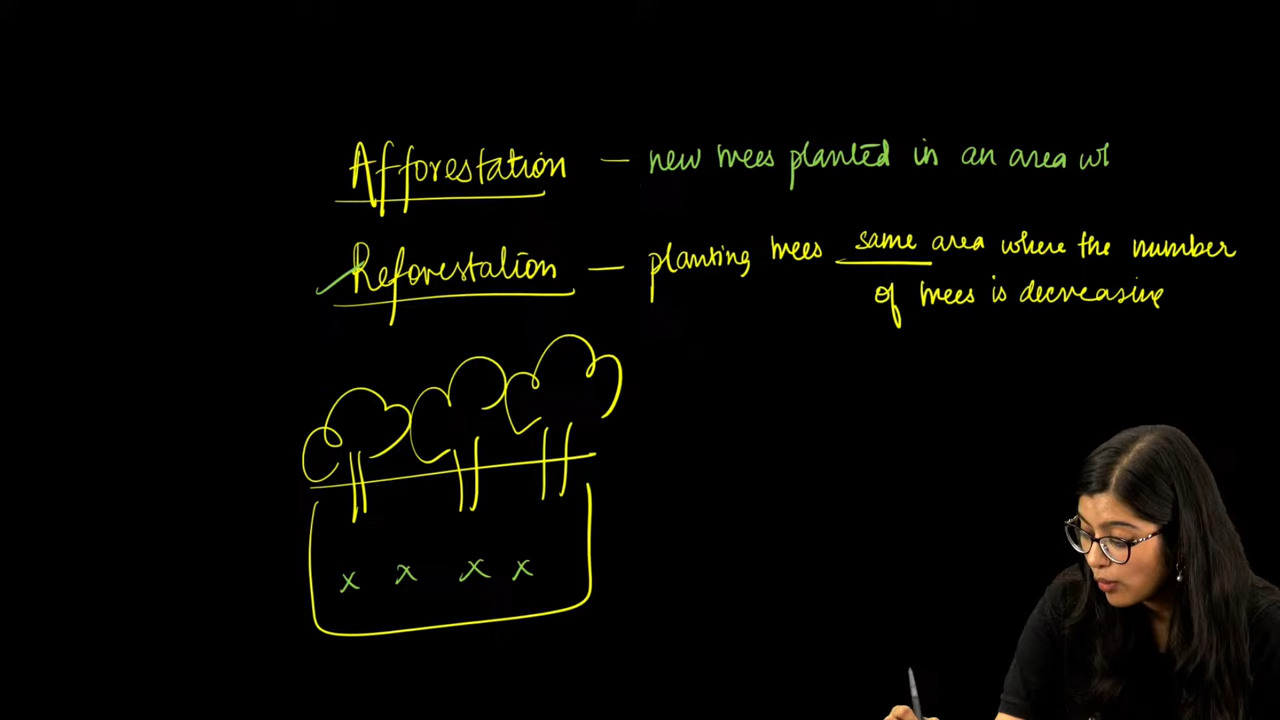 Afforestation — new trees planted in an area wh
Reforestation — planting trees same area where the number
of trees is decreasing
x x x x